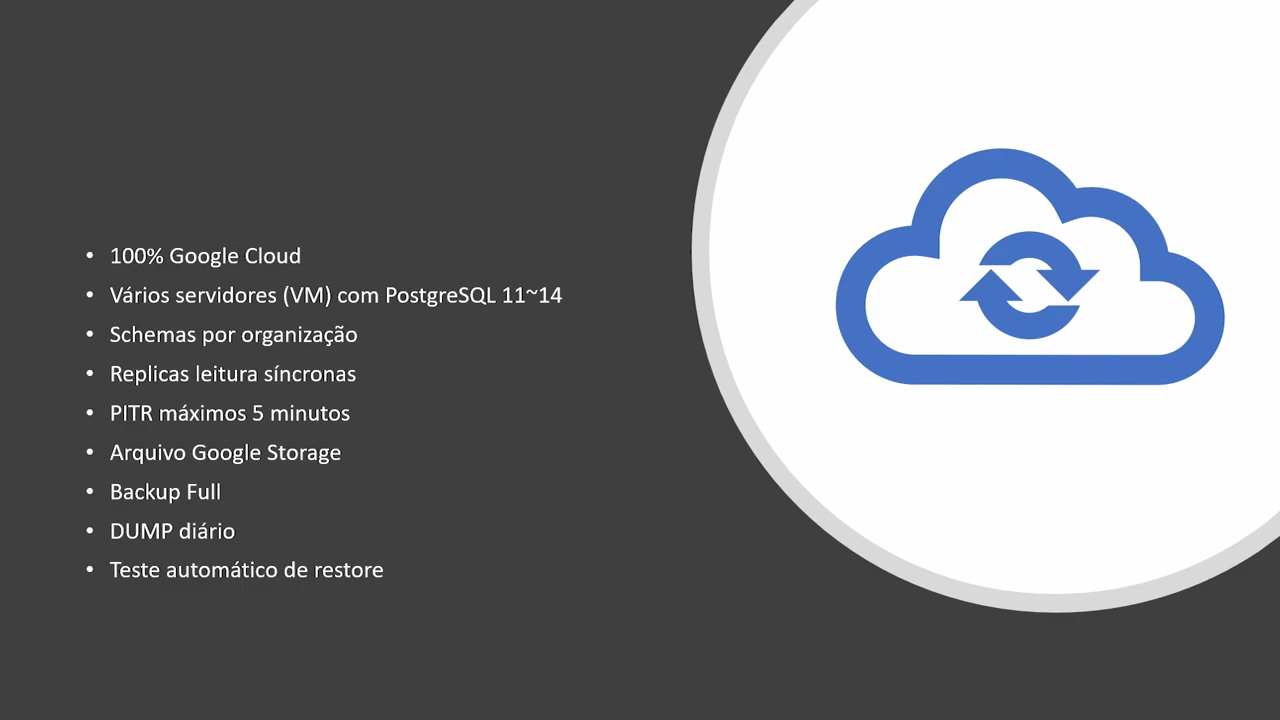 • 100% Google Cloud
• Vários servidores (VM) com PostgreSQL 11~14
• Schemas por organização
• Replicas leitura síncronas
• PITR máximos 5 minutos
• Arquivo Google Storage
• Backup Full
• DUMP diário
• Teste automático de restore